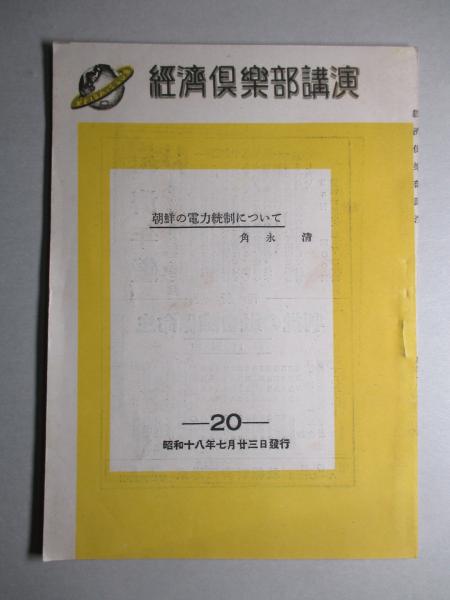 經濟倶樂部講演
朝鮮の電力統制について
角永清
―20―
昭和十八年七月廿三日發行